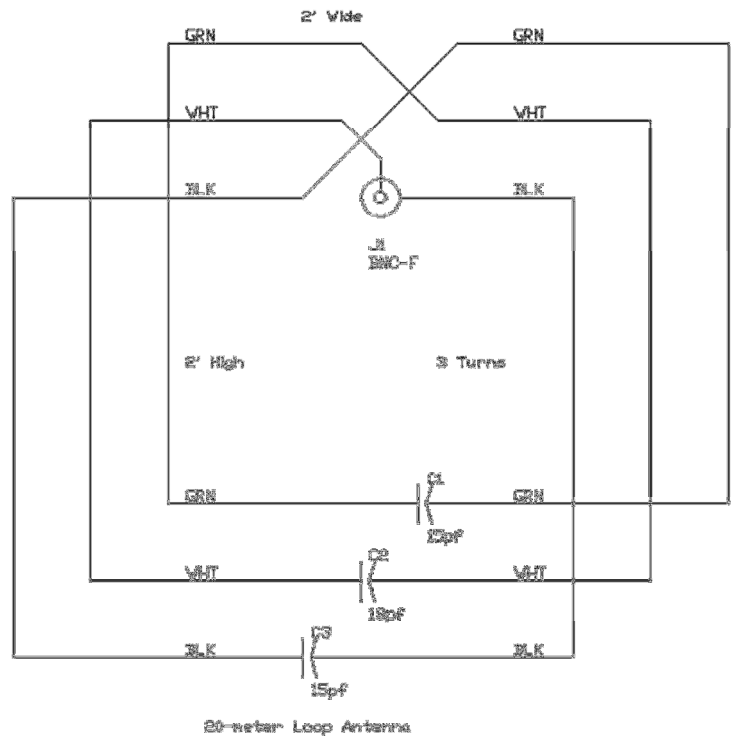 2' Wide
GRN GRN
WHT WHT
BLK BLK
BNC-F
2' High 3 Turns
C1
GRN GRN
15pf
C2
WHT WHT
18pf
C3
BLK BLK
15pf
20-meter Loop Antenna